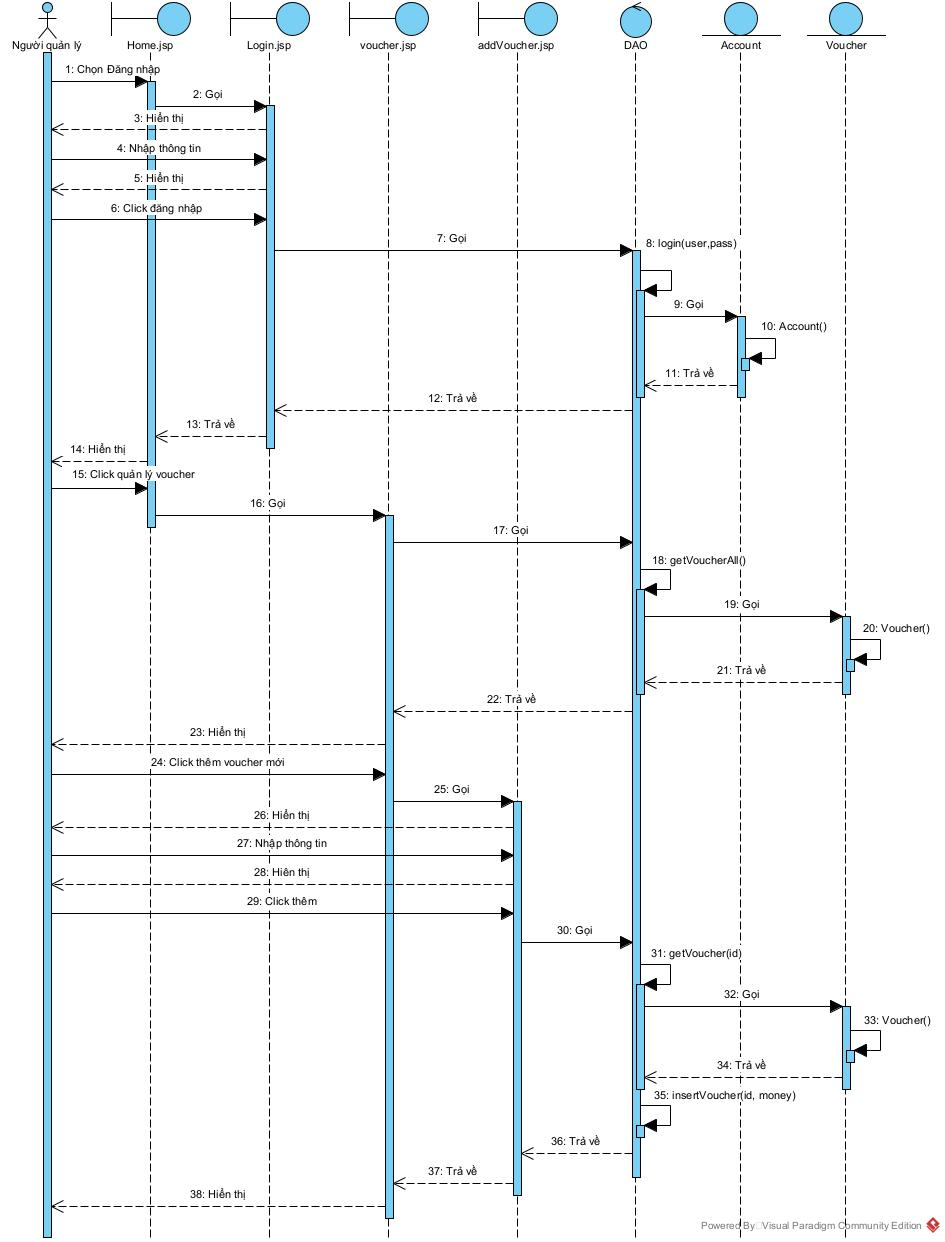 Người quản lý
Home.jsp
Login.jsp
voucher.jsp
addVoucher.jsp
DAO
Account
Voucher
1: Chọn Đăng nhập
2: Gọi
3: Hiển thị
4: Nhập thông tin
5: Hiển thị
6: Click đăng nhập
7: Gọi
8: login(user,pass)
9: Gọi
10: Account()
11: Trả về
12: Trả về
13: Trả về
14: Hiển thị
15: Click quản lý voucher
16: Gọi
17: Gọi
18: getVoucherAll()
19: Gọi
20: Voucher()
21: Trả về
22: Trả về
23: Hiển thị
24: Click thêm voucher mới
25: Gọi
26: Hiển thị
27: Nhập thông tin
28: Hiên thị
29: Click thêm
30: Gọi
31: getVoucher(id)
32: Gọi
33: Voucher()
34: Trả về
35: insertVoucher(id, money)
36: Trả về
37: Trả về
38: Hiển thị
Powered By Visual Paradigm Community Edition